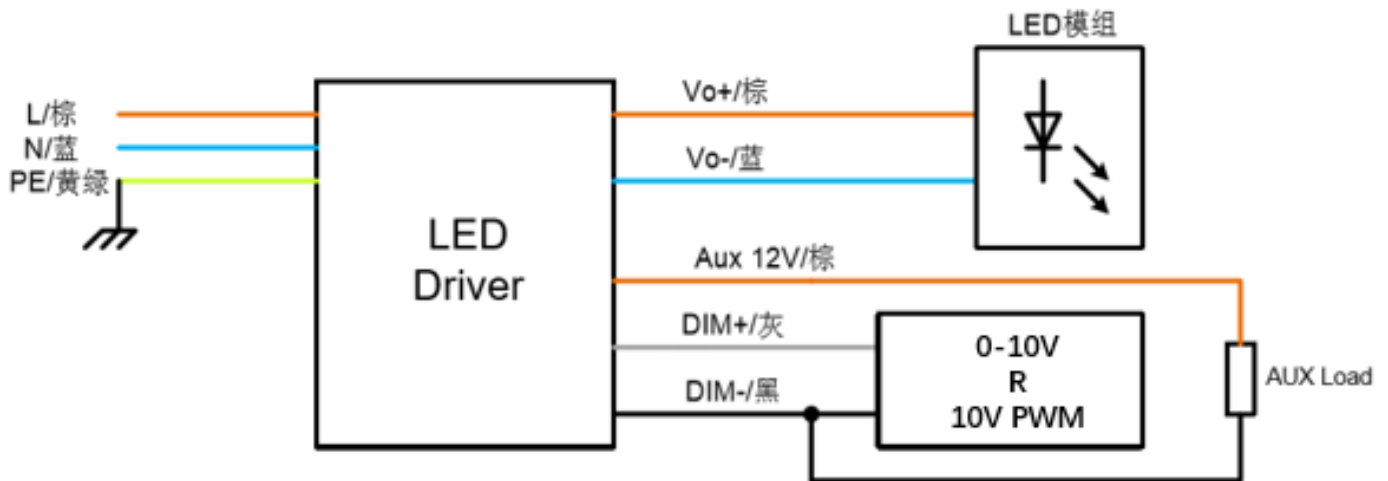 LED模组
Vo+/棕
L/棕
N/蓝
Vo-/蓝
PE/黄绿
LED
Driver
Aux 12V/棕
DIM+/灰
0-10V
R
10V PWM
AUX Load
DIM-/黑